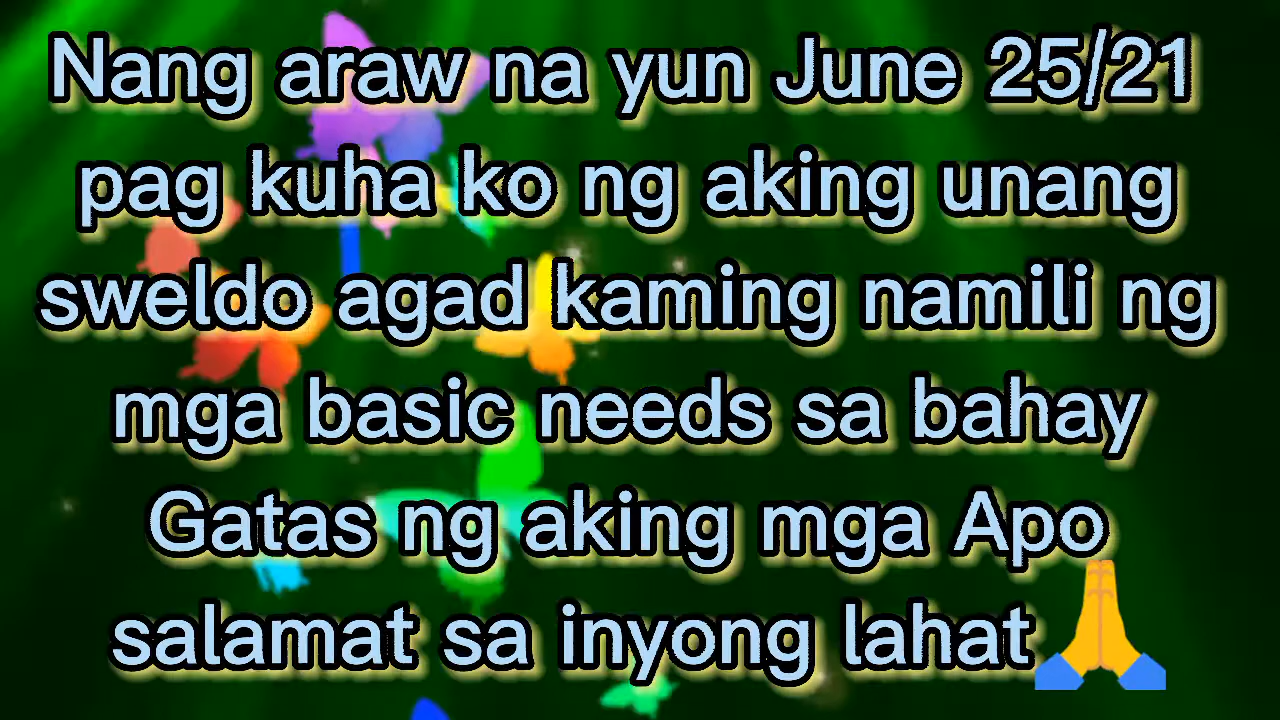 Nang araw na yun June 25/21
pag kuha ko ng aking unang
sweldo agad kaming namili ng
mga basic needs sa bahay
Gatas ng aking mga Apo
salamat sa inyong lahat🙏